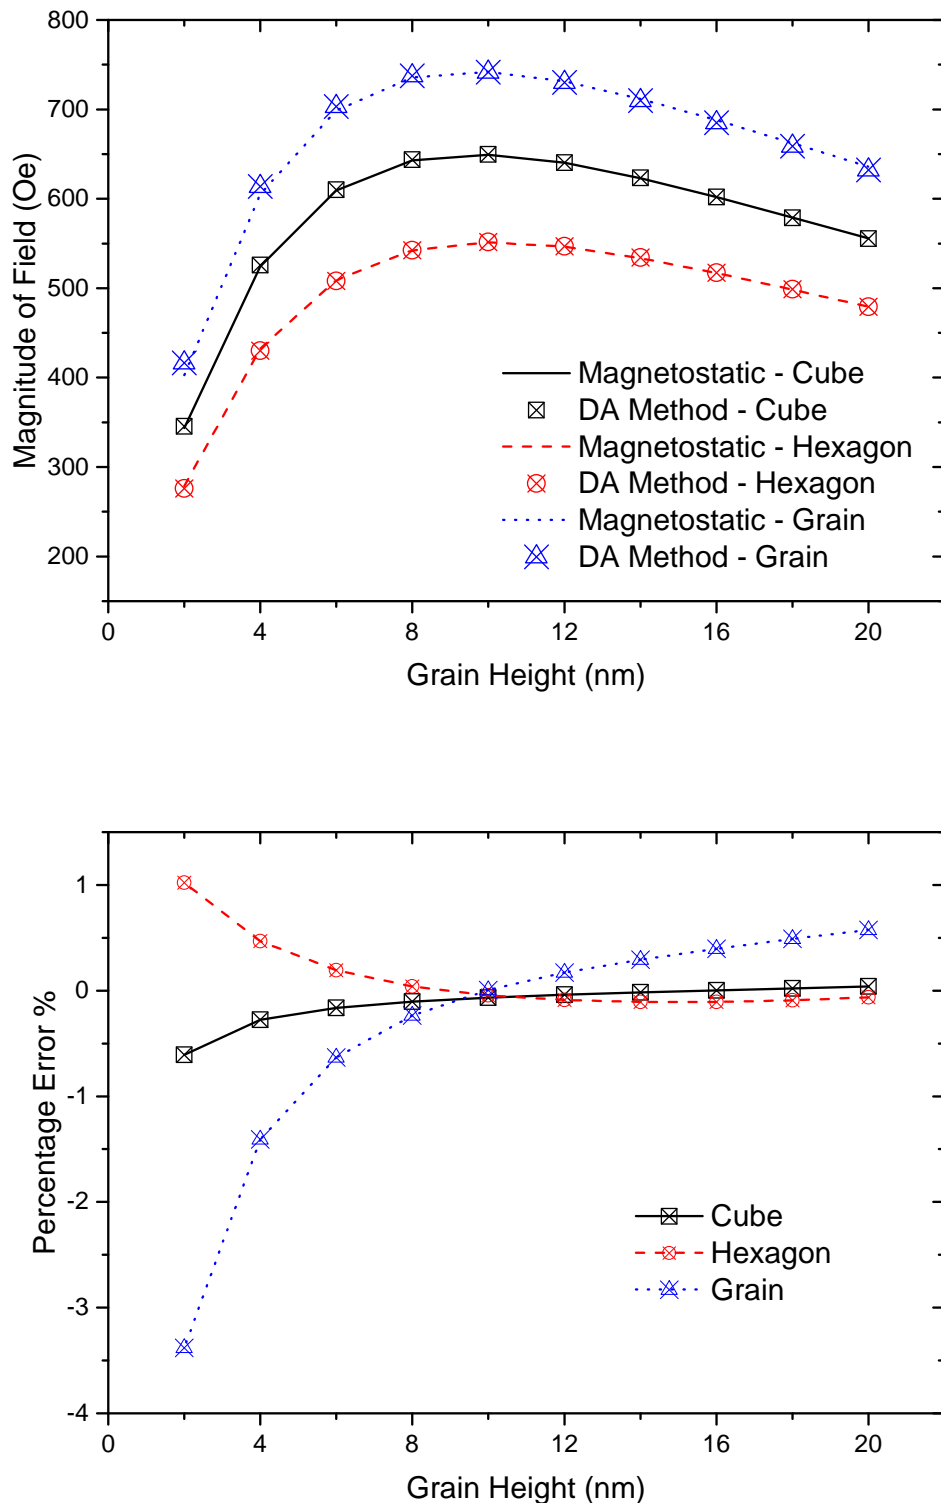 800
700
600
500
400
300
200
Magnitude of Field (Oe)
Magnetostatic - Cube
DA Method - Cube
Magnetostatic - Hexagon
DA Method - Hexagon
Magnetostatic - Grain
DA Method - Grain
0 4 8 12 16 20
Grain Height (nm)
1
0
-1
-2
-3
-4
Percentage Error %
Cube
Hexagon
Grain
0 4 8 12 16 20
Grain Height (nm)